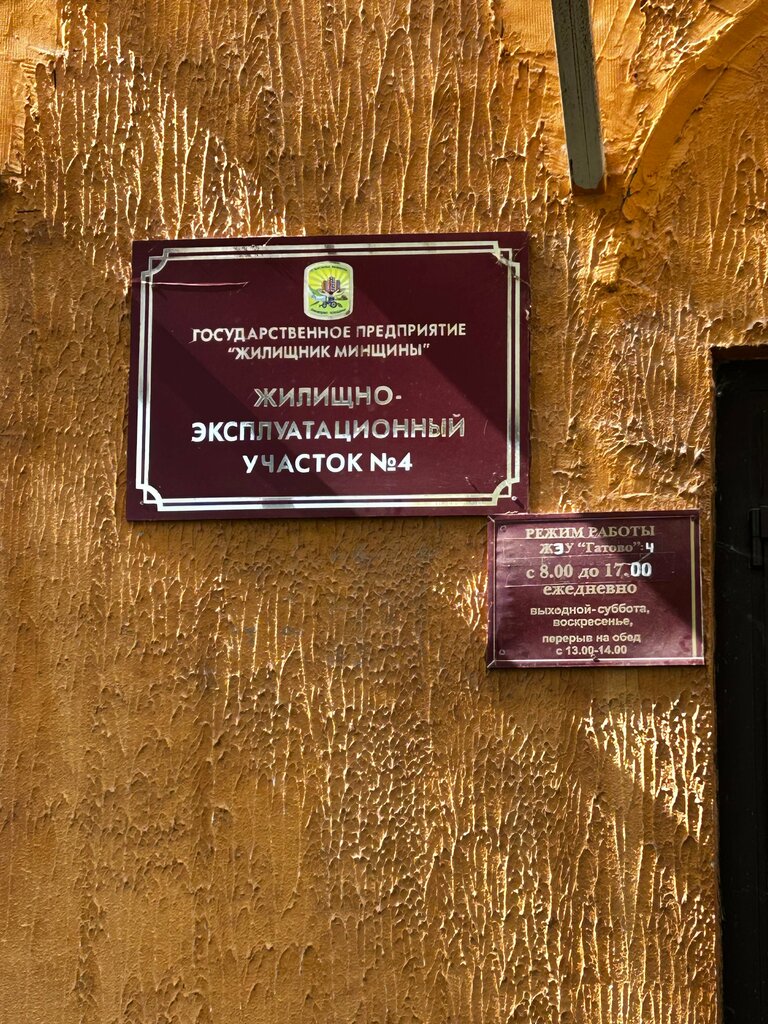 ГОСУДАРСТВЕННОЕ ПРЕДПРИЯТИЕ
"ЖИЛИЩНИК МИНЩИНЫ"
ЖИЛИЩНО-
ЭКСПЛУАТАЦИОННЫЙ
УЧАСТОК №4
РЕЖИМ РАБОТЫ
ЖЭУ "Гатово":4
с 8.00 до 17.00
ежедневно
выходной-суббота,
воскресенье,
перерыв на обед
с 13.00-14.00